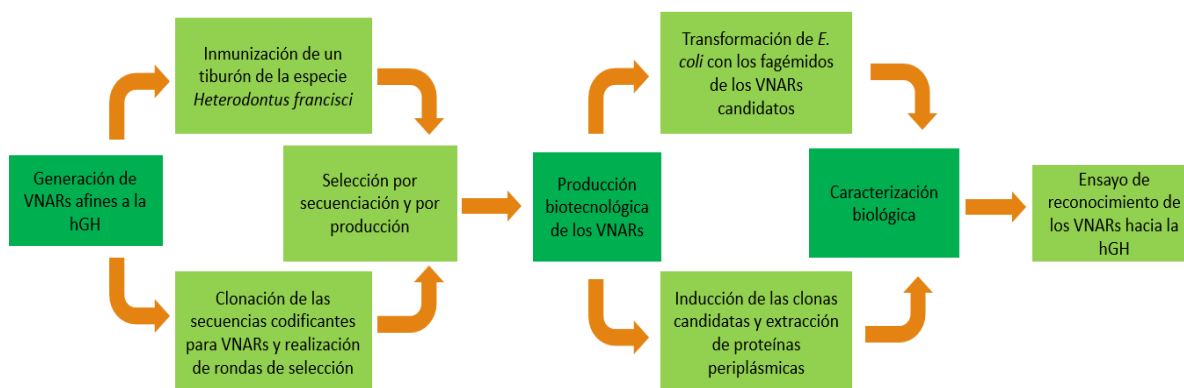 Generación de
VNARs afines a la
hGH
Inmunización de un
tiburón de la especie
Heterodontus francisci
Clonación de las
secuencias codificantes
para VNARs y realización
de rondas de selección
Selección por
secuenciación y por
producción
Producción
biotecnológica
de los VNARs
Transformación de E.
coli con los fagémidos
de los VNARs
candidatos
Inducción de las clonas
candidatas y extracción
de proteínas
periplásmicas
Caracterización
biológica
Ensayo de
reconocimiento de
los VNARs hacia la
hGH